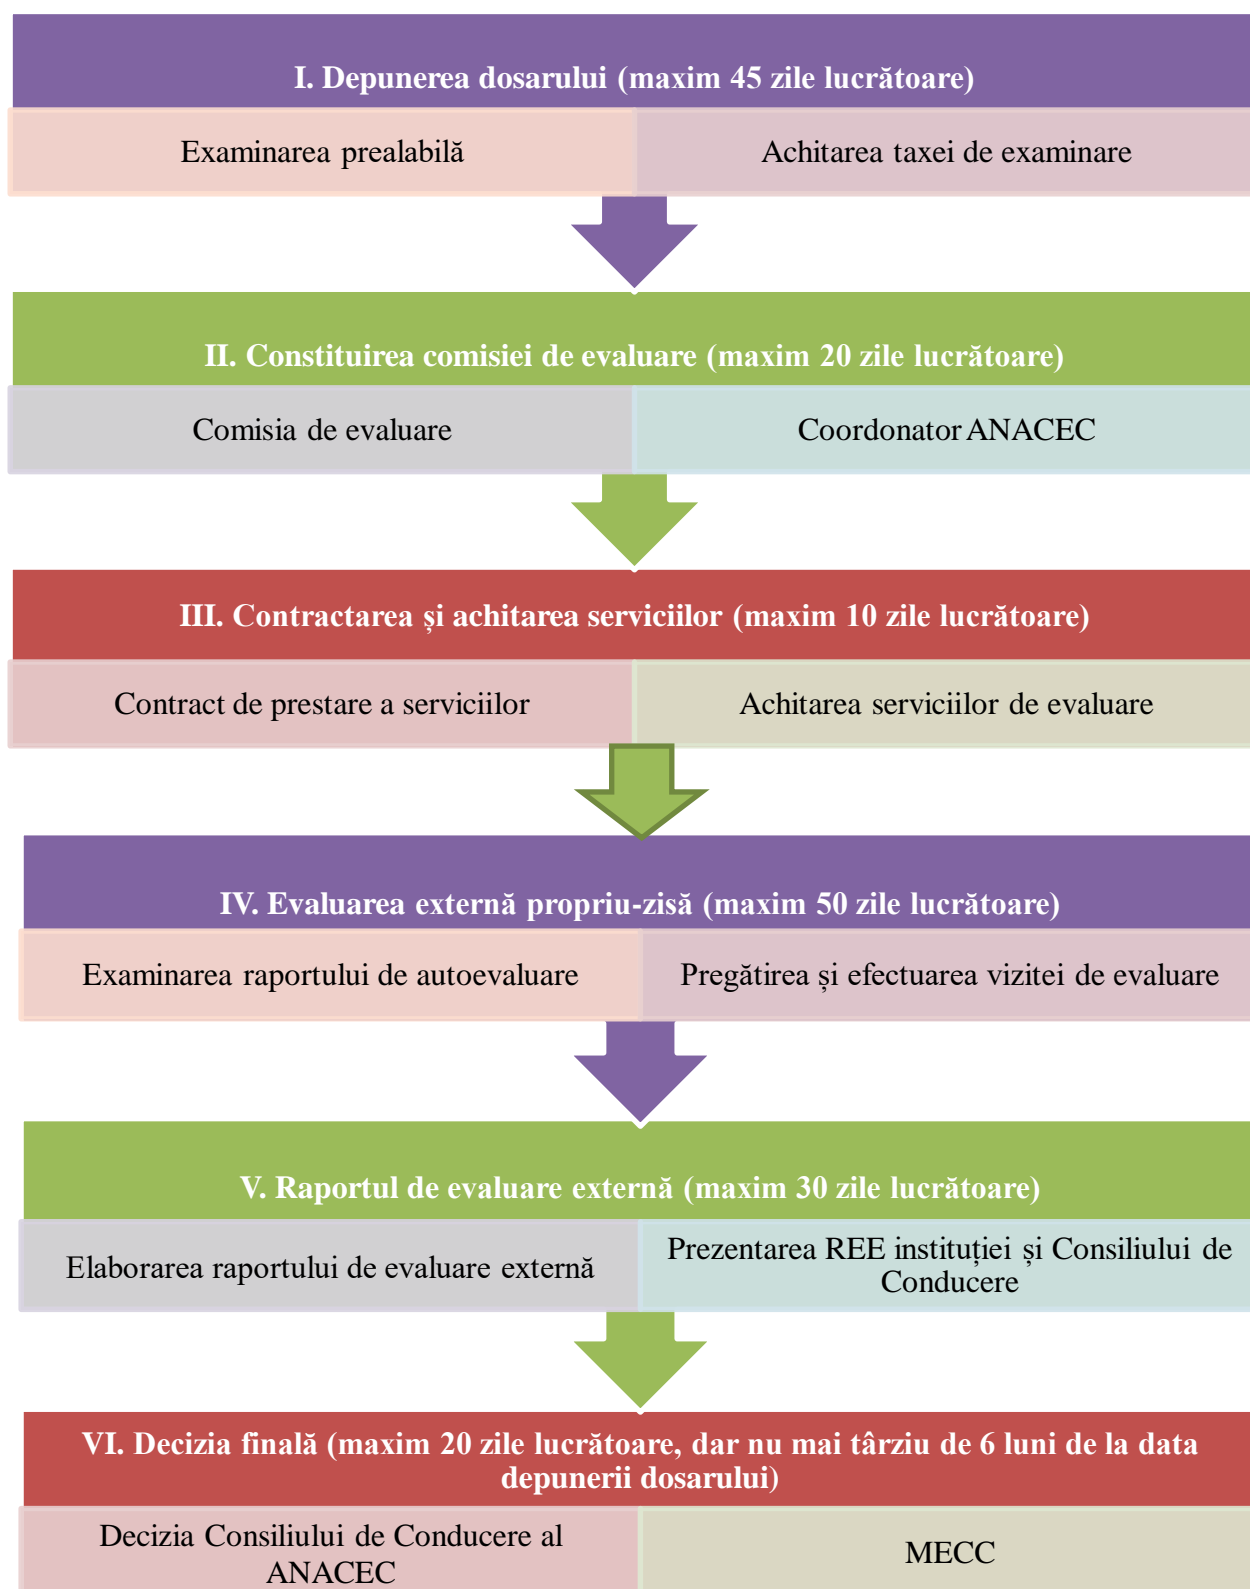 I. Depunerea dosarului (maxim 45 zile lucrătoare)
Examinarea prealabilă
Achitarea taxei de examinare
II. Constituirea comisiei de evaluare (maxim 20 zile lucrătoare)
Comisia de evaluare
Coordonator ANACEC
III. Contractarea și achitarea serviciilor (maxim 10 zile lucrătoare)
Contract de prestare a serviciilor
Achitarea serviciilor de evaluare
IV. Evaluarea externă propriu-zisă (maxim 50 zile lucrătoare)
Examinarea raportului de autoevaluare
Pregătirea și efectuarea vizitei de evaluare
V. Raportul de evaluare externă (maxim 30 zile lucrătoare)
Elaborarea raportului de evaluare externă
Prezentarea REE instituției și Consiliului de
Conducere
VI. Decizia finală (maxim 20 zile lucrătoare, dar nu mai târziu de 6 luni de la data
depunerii dosarului)
Decizia Consiliului de Conducere al
ANACEC
MECC